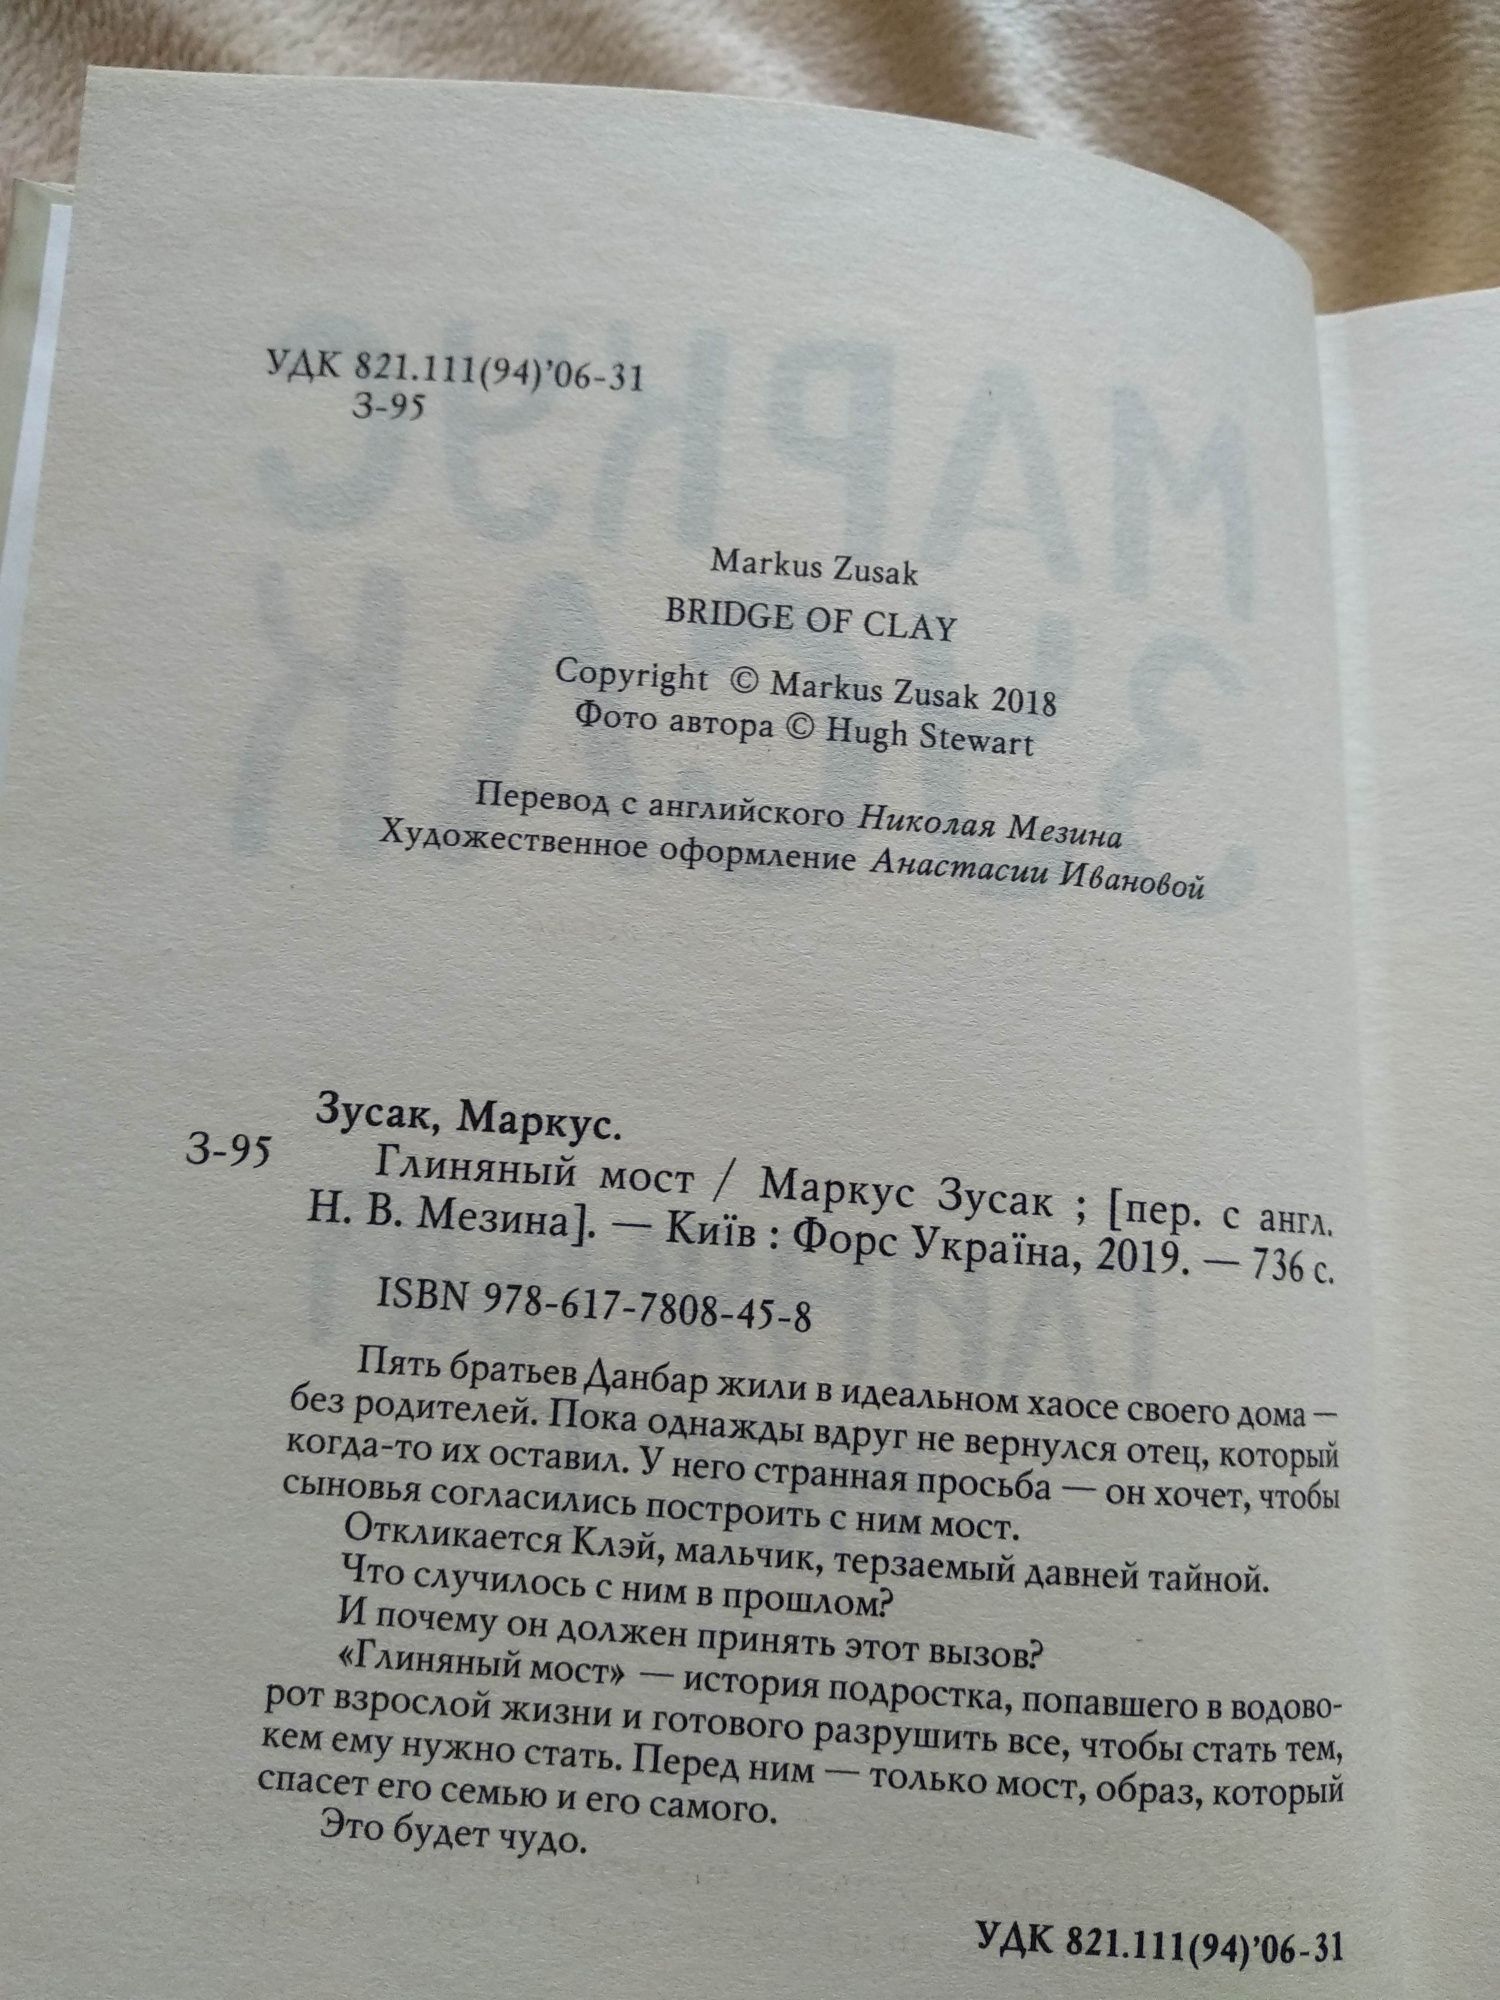 УДК 821.111(94)’06-31
З-95
Markus Zusak
BRIDGE OF CLAY
Copyright © Markus Zusak 2018
Фото автора © Hugh Stewart
Перевод с английского Николая Мезина
Художественное оформление Анастасии Ивановой
Зусак, Маркус.
З-95 Глиняный мост / Маркус Зусак ; [пер. с англ.
Н. В. Мезина]. — Київ : Форс Україна, 2019. — 736 с.
ISBN 978-617-7808-45-8
Пять братьев Данбар жили в идеальном хаосе своего дома —
без родителей. Пока однажды вдруг не вернулся отец, который
когда-то их оставил. У него странная просьба — он хочет, чтобы
сыновья согласились построить с ним мост.
Откликается Клэй, мальчик, терзаемый давней тайной.
Что случилось с ним в прошлом?
И почему он должен принять этот вызов?
«Глиняный мост» — история подростка, попавшего в водово-
рот взрослой жизни и готового разрушить все, чтобы стать тем,
кем ему нужно стать. Перед ним — только мост, образ, который
спасет его семью и его самого.
Это будет чудо.
УДК 821.111(94)’06-31